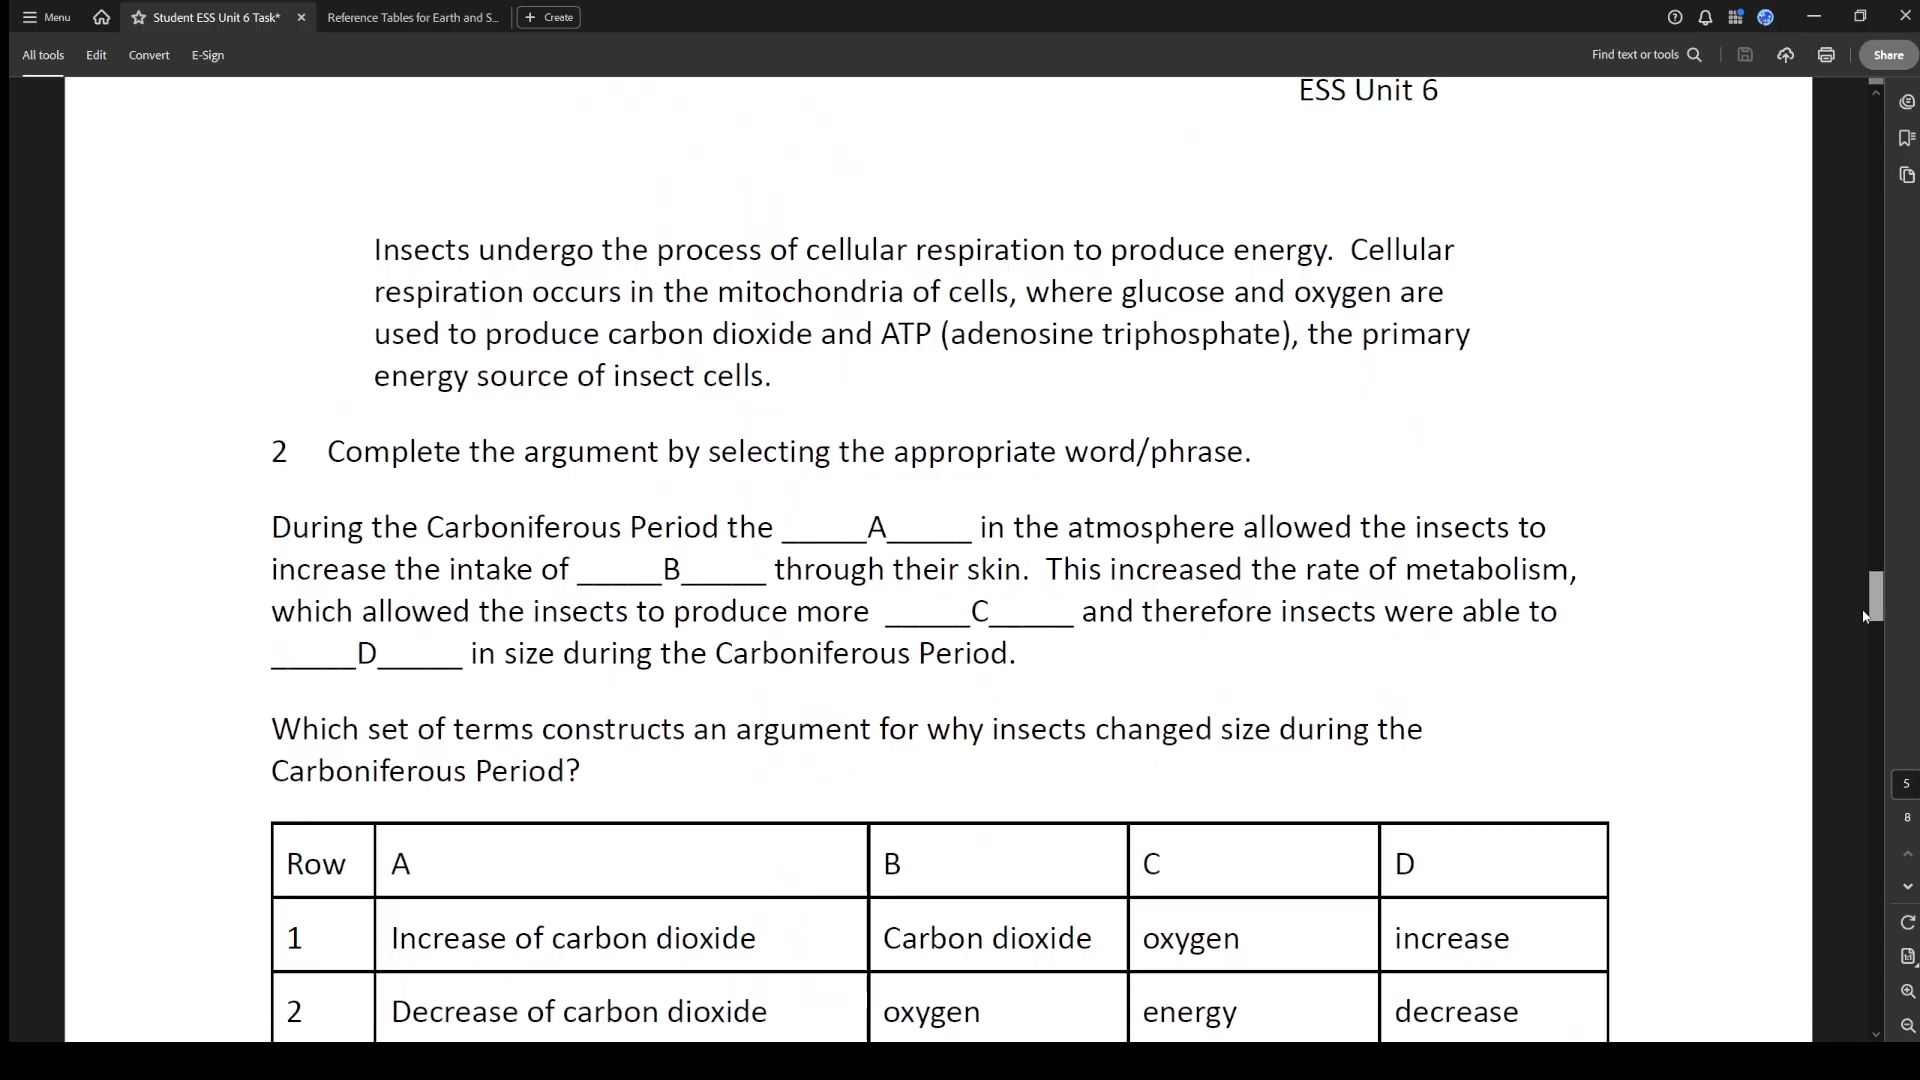 Menu
Student ESS Unit 6 Task*
Reference Tables for Earth and S...
Create
All tools
Edit
Convert
E-Sign
Find text or tools
Share
ESS Unit 6
Insects undergo the process of cellular respiration to produce energy. Cellular
respiration occurs in the mitochondria of cells, where glucose and oxygen are
used to produce carbon dioxide and ATP (adenosine triphosphate), the primary
energy source of insect cells.
2 Complete the argument by selecting the appropriate word/phrase.
During the Carboniferous Period the _____A_____ in the atmosphere allowed the insects to
increase the intake of _____B_____ through their skin. This increased the rate of metabolism,
which allowed the insects to produce more _____C_____ and therefore insects were able to
_____D_____ in size during the Carboniferous Period.
Which set of terms constructs an argument for why insects changed size during the
Carboniferous Period?
Row A B C D
1 Increase of carbon dioxide Carbon dioxide oxygen increase
2 Decrease of carbon dioxide oxygen energy decrease
5
8